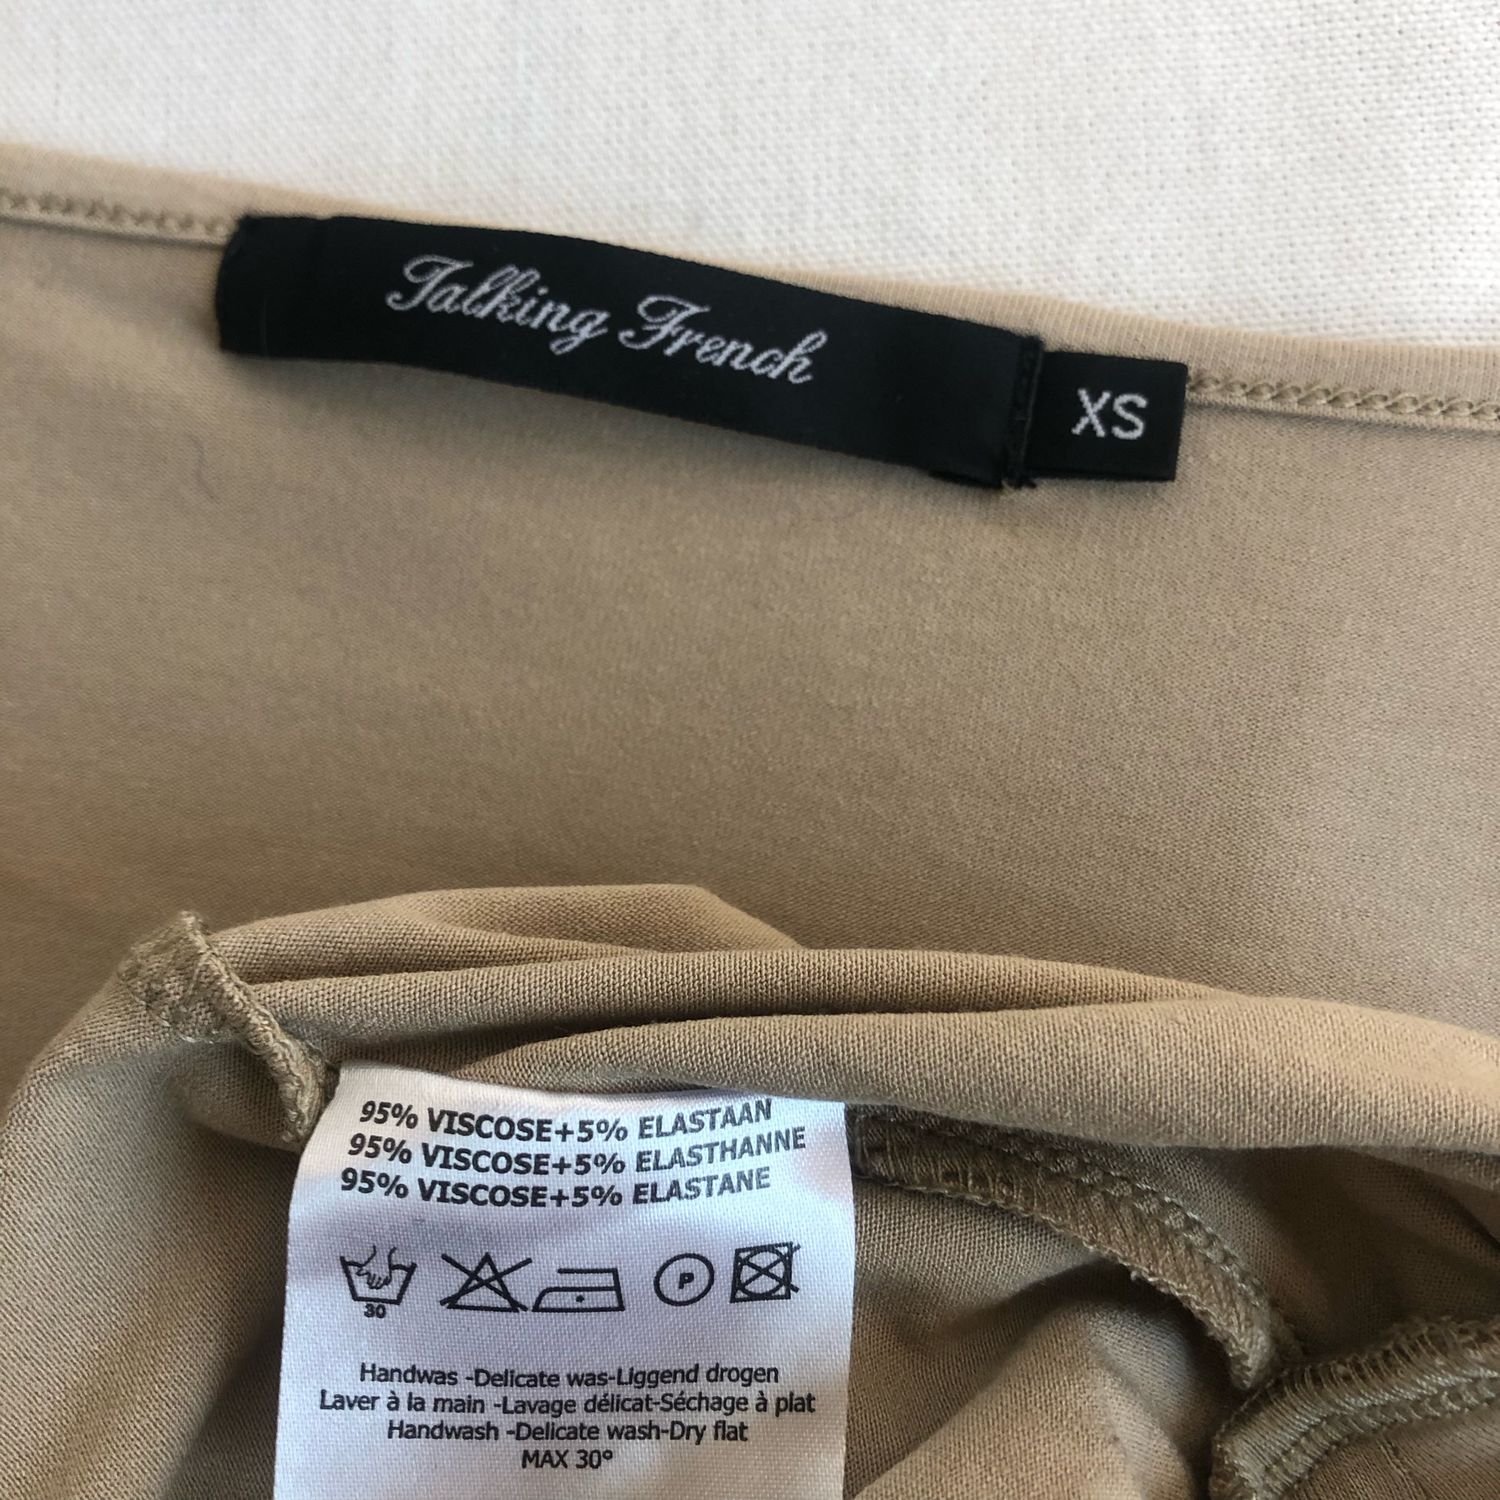 Talking French
XS
95% VISCOSE+5% ELASTAAN
95% VISCOSE+5% ELASTHANNE
95% VISCOSE+5% ELASTANE
30
P
Handwas -Delicate was-Liggend drogen
Laver à la main -Lavage délicat-Séchage à plat
Handwash -Delicate wash-Dry flat
MAX 30°